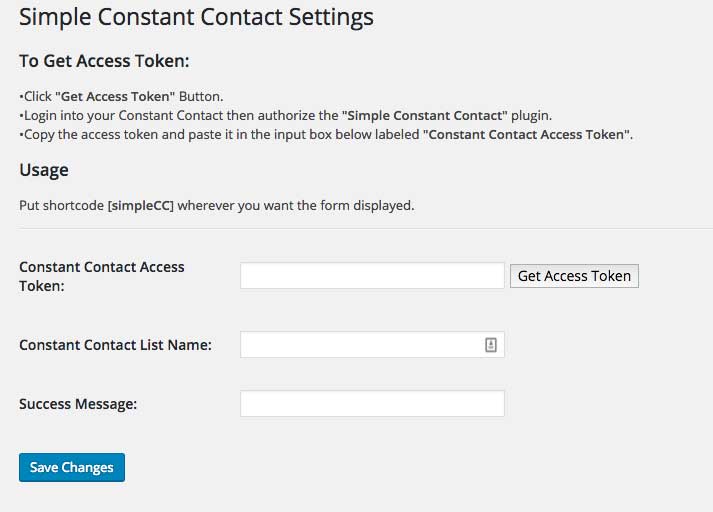 Simple Constant Contact Settings
To Get Access Token:
•Click "Get Access Token" Button.
•Login into your Constant Contact then authorize the "Simple Constant Contact" plugin.
•Copy the access token and paste it in the input box below labeled "Constant Contact Access Token".
Usage
Put shortcode [simpleCC] wherever you want the form displayed.
Constant Contact Access
Token:
Get Access Token
Constant Contact List Name:
Success Message:
Save Changes